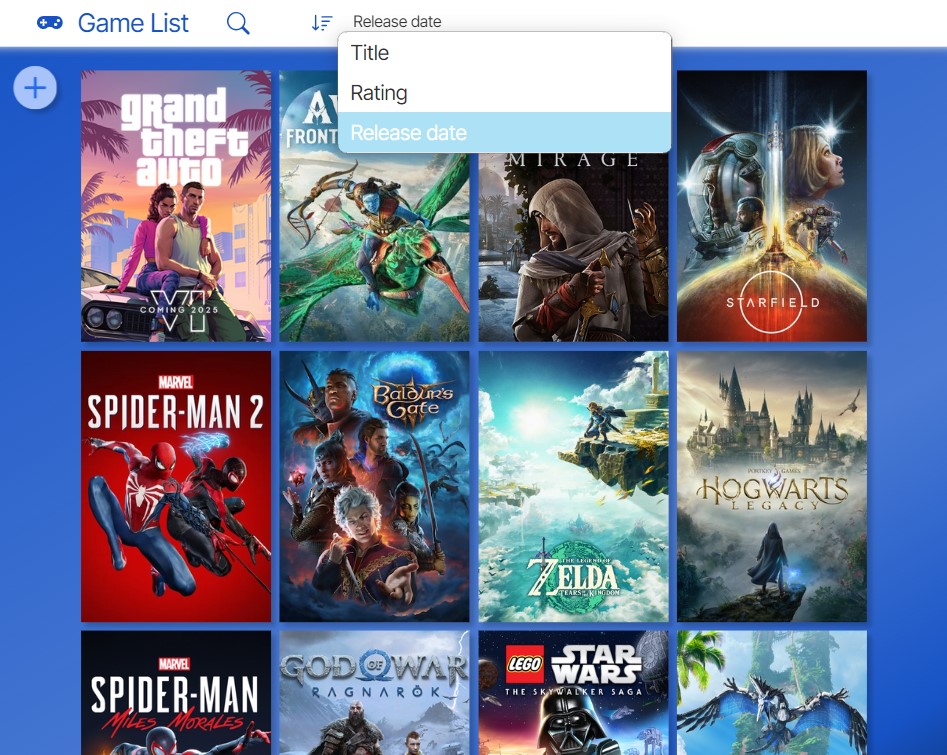 Game List
Release date
Title
Rating
Release date
grand
theft
auto
VI
COMING 2025
AV
FRONT
MIRAGE
STARFIELD
MARVEL
SPIDER-MAN 2
BALDUR'S
GATE
THE LEGEND OF
ZELDA
TEARS OF THE KINGDOM
PORTKEY GAMES
HOGWARTS
LEGACY
MARVEL
SPIDER-MAN
MILES MORALES
GOD OF WAR
RAGNARÖK
LEGO
STAR
WARS
THE SKYWALKER SAGA